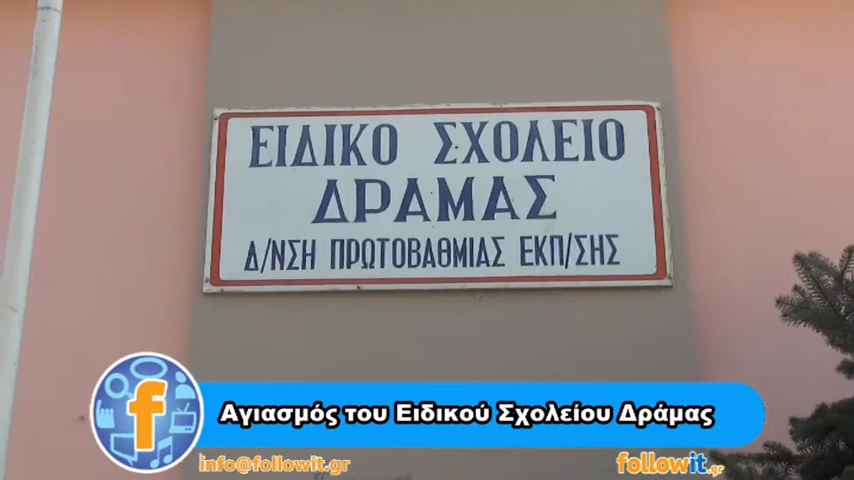 ΕΙΔΙΚΟ ΣΧΟΛΕΙΟ
ΔΡΑΜΑΣ
Δ/ΝΣΗ ΠΡΩΤΟΒΑΘΜΙΑΣ ΕΚΠ/ΣΗΣ
f Αγιασμός του Ειδικού Σχολείου Δράμας
info@followit.gr followit.gr